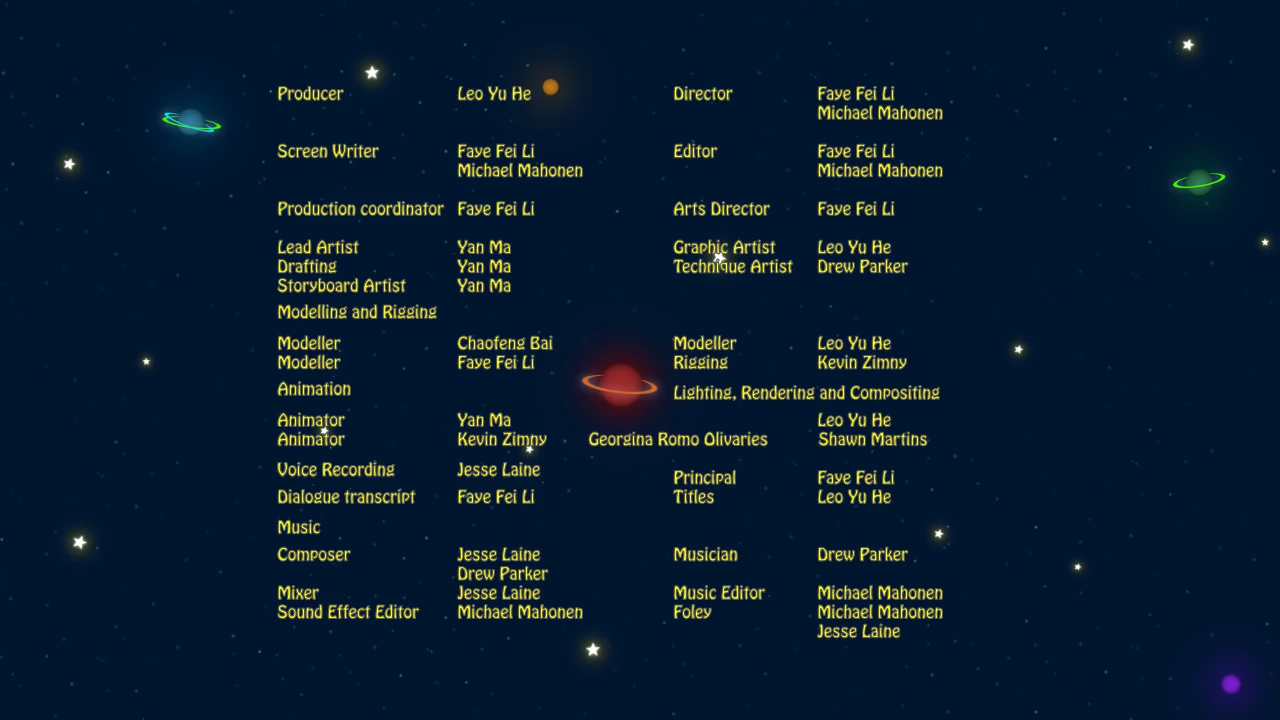 Producer Leo Yu He Director Faye Fei Li
Michael Mahonen
Screen Writer Faye Fei Li Editor Faye Fei Li
Michael Mahonen Michael Mahonen
Production coordinator Faye Fei Li Arts Director Faye Fei Li
Lead Artist Yan Ma Graphic Artist Leo Yu He
Drafting Yan Ma Technique Artist Drew Parker
Storyboard Artist Yan Ma
Modelling and Rigging
Modeller Chaofeng Bai Modeller Leo Yu He
Modeller Faye Fei Li Rigging Kevin Zimny
Animation Lighting, Rendering and Compositing
Animator Yan Ma Leo Yu He
Animator Kevin Zimny Georgina Romo Olivaries Shawn Martins
Voice Recording Jesse Laine Principal Faye Fei Li
Dialogue transcript Faye Fei Li Titles Leo Yu He
Music
Composer Jesse Laine Musician Drew Parker
Drew Parker
Mixer Jesse Laine Music Editor Michael Mahonen
Sound Effect Editor Michael Mahonen Foley Michael Mahonen
Jesse Laine